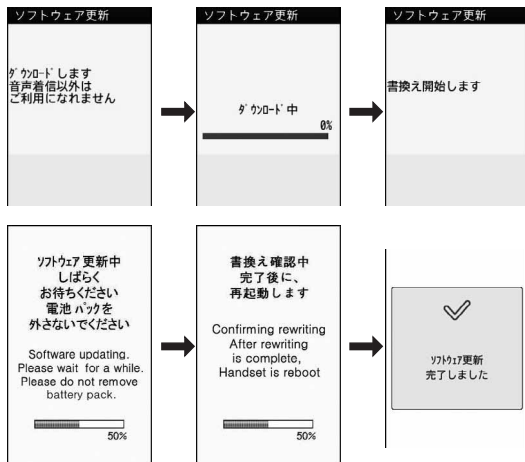 ソフトウェア更新
ﾀﾞｳﾝﾛｰﾄﾞします
音声着信以外は
ご利用になれません
ソフトウェア更新
ﾀﾞｳﾝﾛｰﾄﾞ中
0%
ソフトウェア更新
書換え開始します
ｿﾌﾄｳｪｱ更新中
しばらく
お待ちください
電池ﾊﾟｯｸを
外さないでください
Software updating.
Please wait for a while.
Please do not remove
battery pack.
50%
書換え確認中
完了後に、
再起動します
Confirming rewriting
After rewriting
is complete,
Handset is reboot
50%
ｿﾌﾄｳｪｱ更新
完了しました